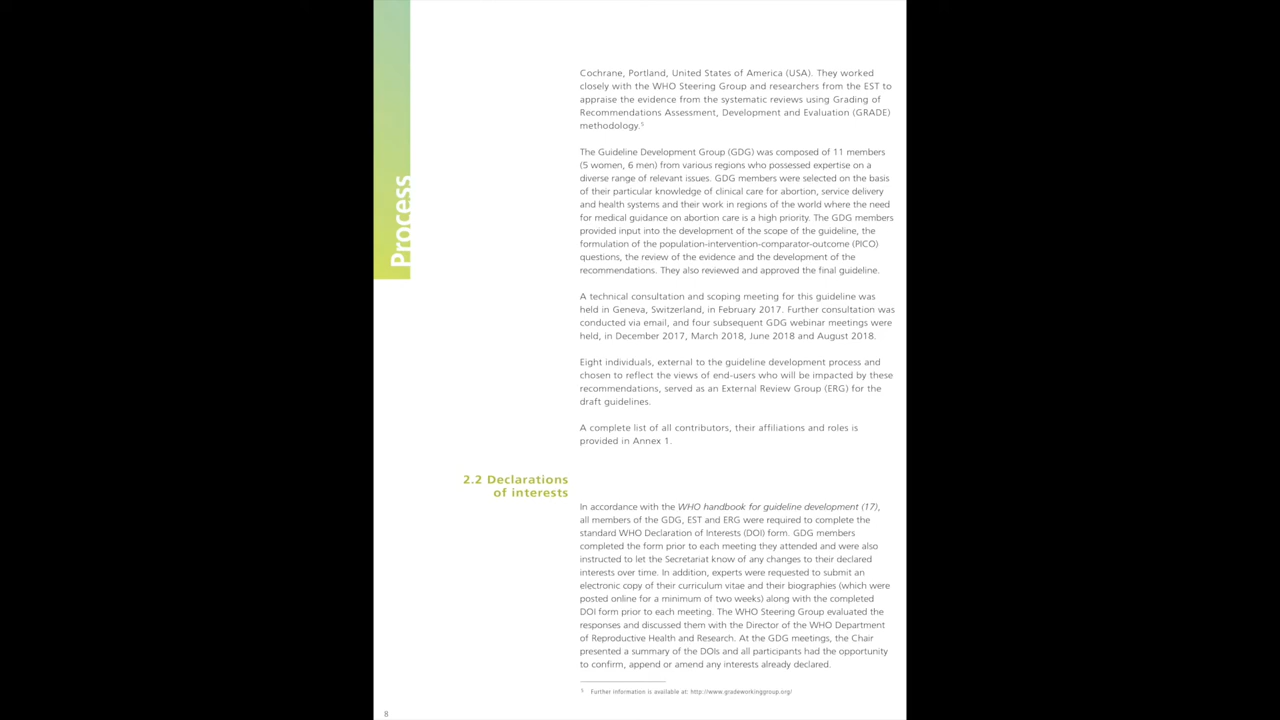 Process
Cochrane, Portland, United States of America (USA). They worked
closely with the WHO Steering Group and researchers from the EST to
appraise the evidence from the systematic reviews using Grading of
Recommendations Assessment, Development and Evaluation (GRADE)
methodology.⁵
The Guideline Development Group (GDG) was composed of 11 members
(5 women, 6 men) from various regions who possessed expertise on a
diverse range of relevant issues. GDG members were selected on the basis
of their particular knowledge of clinical care for abortion, service delivery
and health systems and their work in regions of the world where the need
for medical guidance on abortion care is a high priority. The GDG members
provided input into the development of the scope of the guideline, the
formulation of the population-intervention-comparator-outcome (PICO)
questions, the review of the evidence and the development of the
recommendations. They also reviewed and approved the final guideline.
A technical consultation and scoping meeting for this guideline was
held in Geneva, Switzerland, in February 2017. Further consultation was
conducted via email, and four subsequent GDG webinar meetings were
held, in December 2017, March 2018, June 2018 and August 2018.
Eight individuals, external to the guideline development process and
chosen to reflect the views of end-users who will be impacted by these
recommendations, served as an External Review Group (ERG) for the
draft guidelines.
A complete list of all contributors, their affiliations and roles is
provided in Annex 1.
2.2 Declarations
of interests
In accordance with the WHO handbook for guideline development (17),
all members of the GDG, EST and ERG were required to complete the
standard WHO Declaration of Interests (DOI) form. GDG members
completed the form prior to each meeting they attended and were also
instructed to let the Secretariat know of any changes to their declared
interests over time. In addition, experts were requested to submit an
electronic copy of their curriculum vitae and their biographies (which were
posted online for a minimum of two weeks) along with the completed
DOI form prior to each meeting. The WHO Steering Group evaluated the
responses and discussed them with the Director of the WHO Department
of Reproductive Health and Research. At the GDG meetings, the Chair
presented a summary of the DOIs and all participants had the opportunity
to confirm, append or amend any interests already declared.
⁵ Further information is available at: http://www.gradeworkinggroup.org/
8